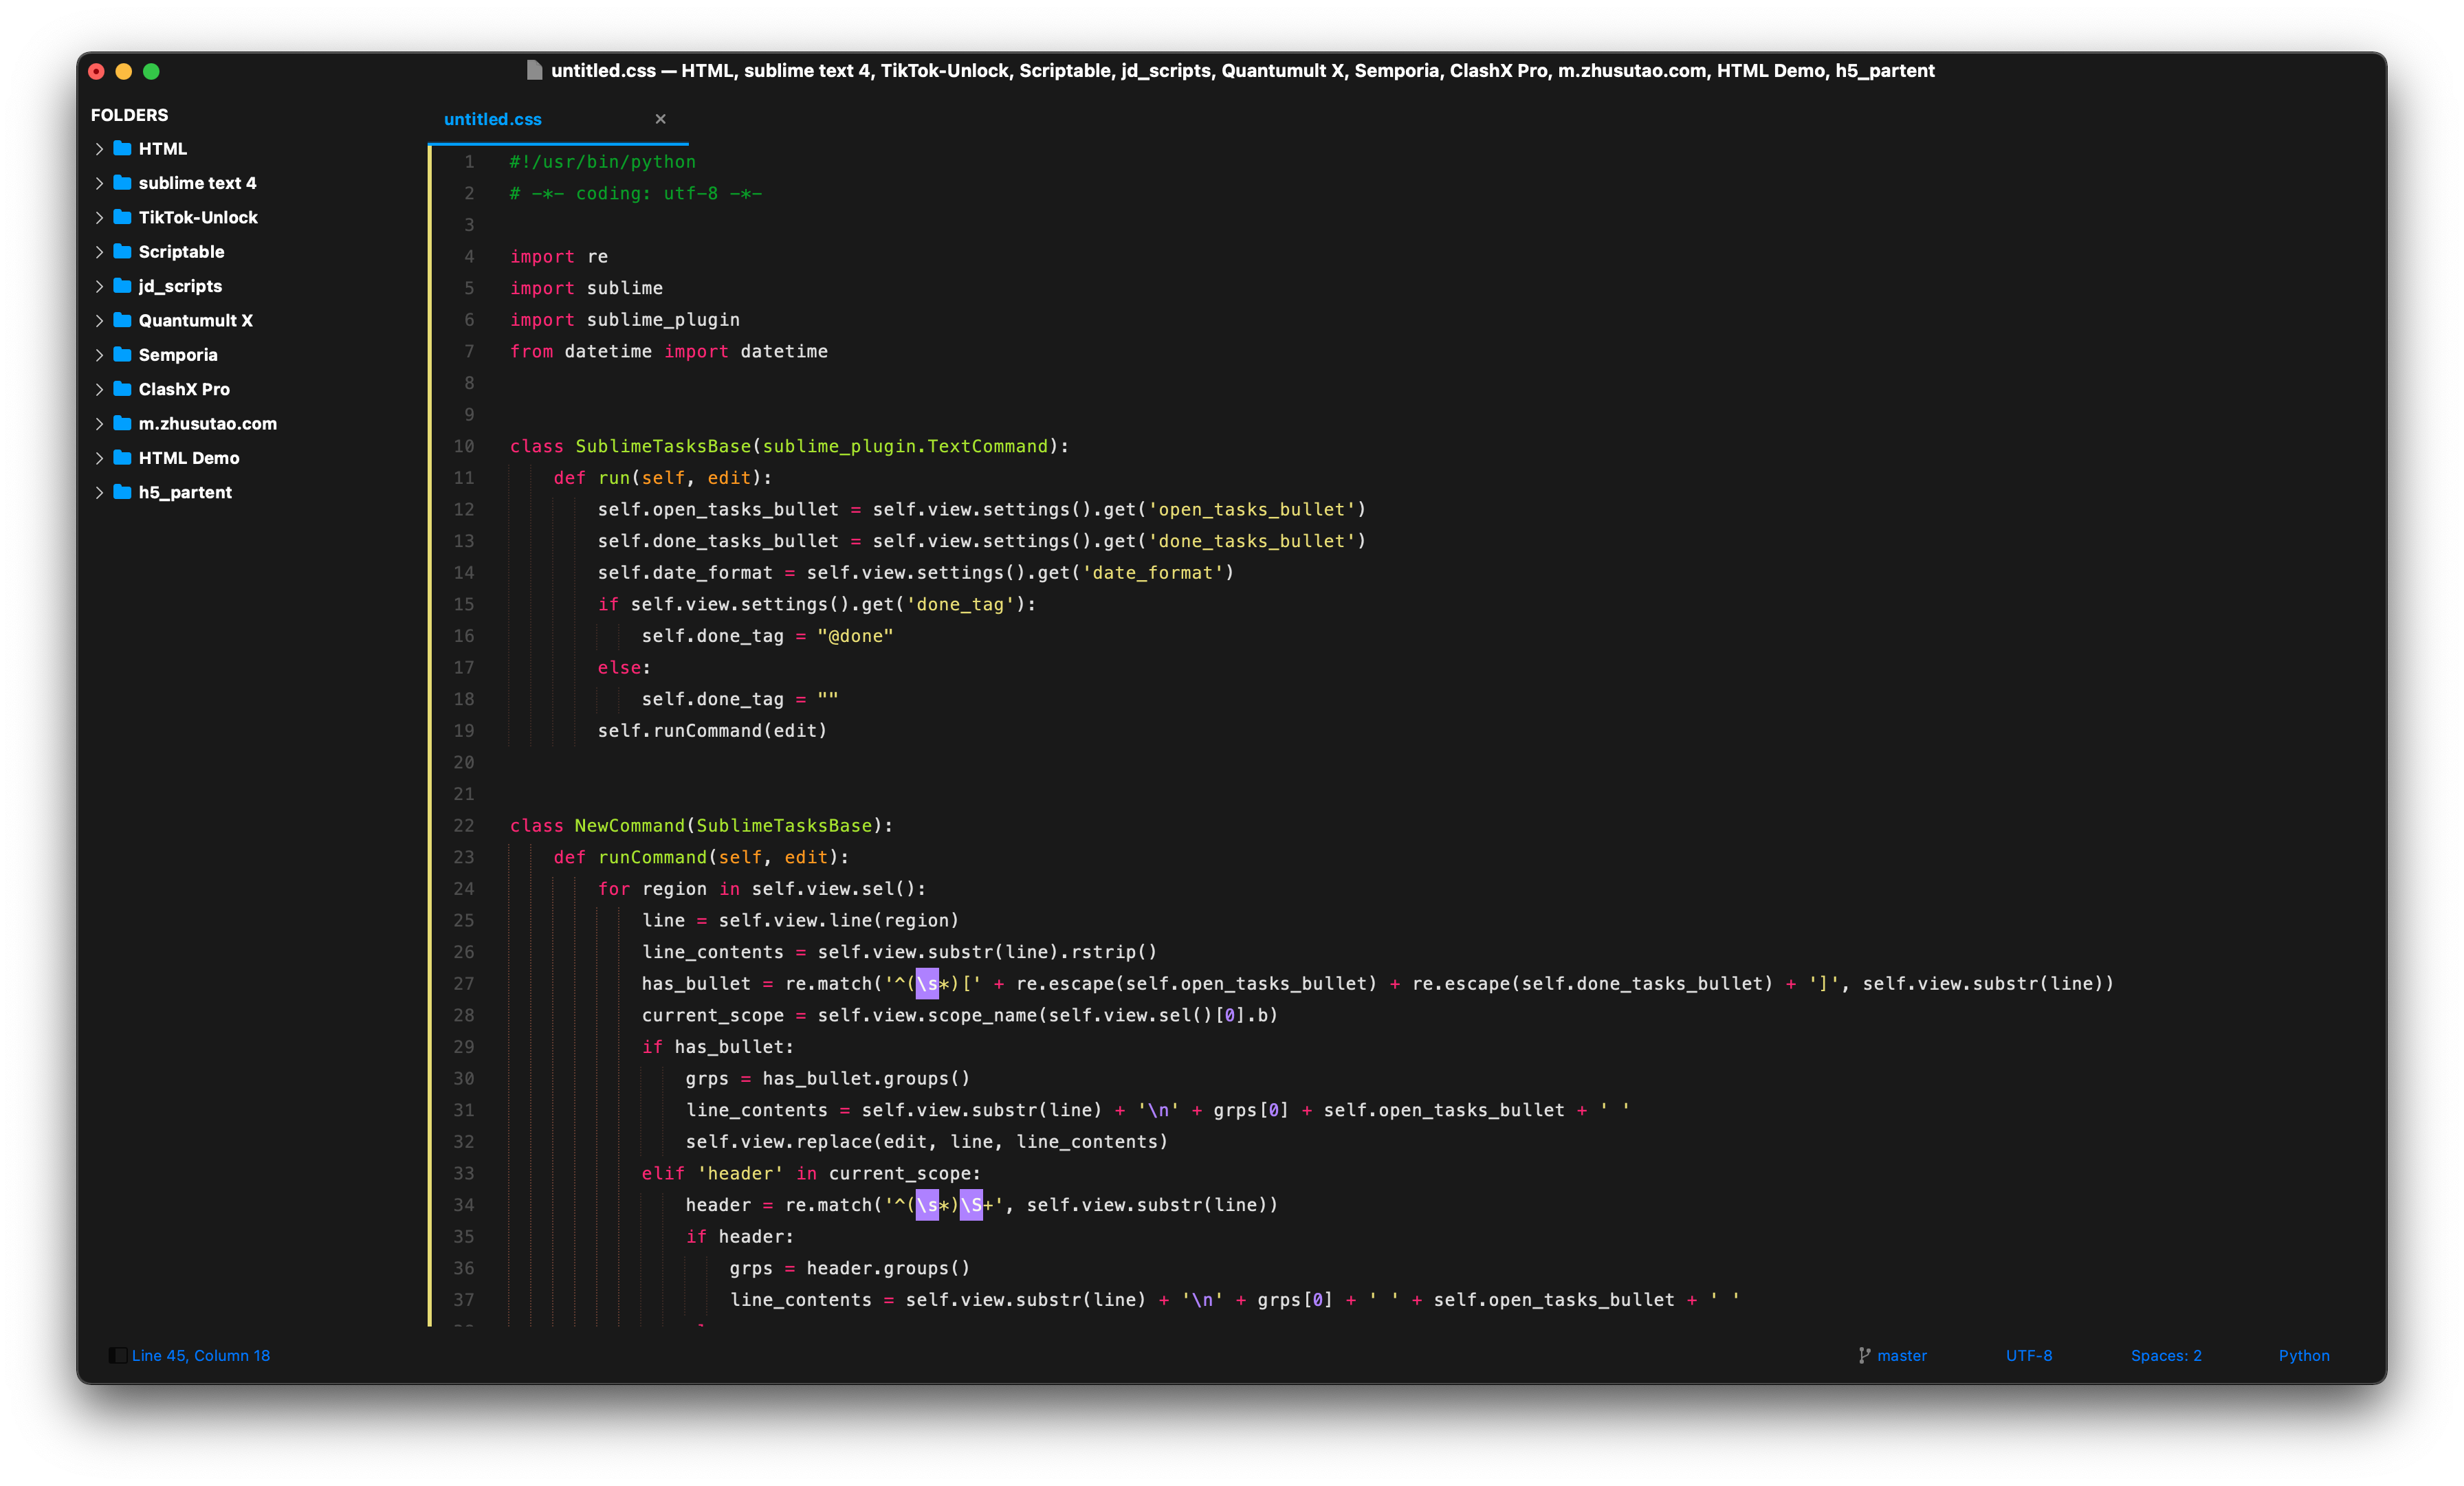 untitled.css — HTML, sublime text 4, TikTok-Unlock, Scriptable, jd_scripts, Quantumult X, Semporia, ClashX Pro, m.zhusutao.com, HTML Demo, h5_partent
FOLDERS
HTML
sublime text 4
TikTok-Unlock
Scriptable
jd_scripts
Quantumult X
Semporia
ClashX Pro
m.zhusutao.com
HTML Demo
h5_partent
untitled.css ×
1 #!/usr/bin/python
2 # -*- coding: utf-8 -*-
3
4 import re
5 import sublime
6 import sublime_plugin
7 from datetime import datetime
8
9
10 class SublimeTasksBase(sublime_plugin.TextCommand):
11     def run(self, edit):
12         self.open_tasks_bullet = self.view.settings().get('open_tasks_bullet')
13         self.done_tasks_bullet = self.view.settings().get('done_tasks_bullet')
14         self.date_format = self.view.settings().get('date_format')
15         if self.view.settings().get('done_tag'):
16             self.done_tag = "@done"
17         else:
18             self.done_tag = ""
19         self.runCommand(edit)
20
21
22 class NewCommand(SublimeTasksBase):
23     def runCommand(self, edit):
24         for region in self.view.sel():
25             line = self.view.line(region)
26             line_contents = self.view.substr(line).rstrip()
27             has_bullet = re.match('^(\s*)[' + re.escape(self.open_tasks_bullet) + re.escape(self.done_tasks_bullet) + ']', self.view.substr(line))
28             current_scope = self.view.scope_name(self.view.sel()[0].b)
29             if has_bullet:
30                 grps = has_bullet.groups()
31                 line_contents = self.view.substr(line) + '\n' + grps[0] + self.open_tasks_bullet + ' '
32                 self.view.replace(edit, line, line_contents)
33             elif 'header' in current_scope:
34                 header = re.match('^(\s*)\S+', self.view.substr(line))
35                 if header:
36                     grps = header.groups()
37                     line_contents = self.view.substr(line) + '\n' + grps[0] + ' ' + self.open_tasks_bullet + ' '
Line 45, Column 18
master
UTF-8
Spaces: 2
Python